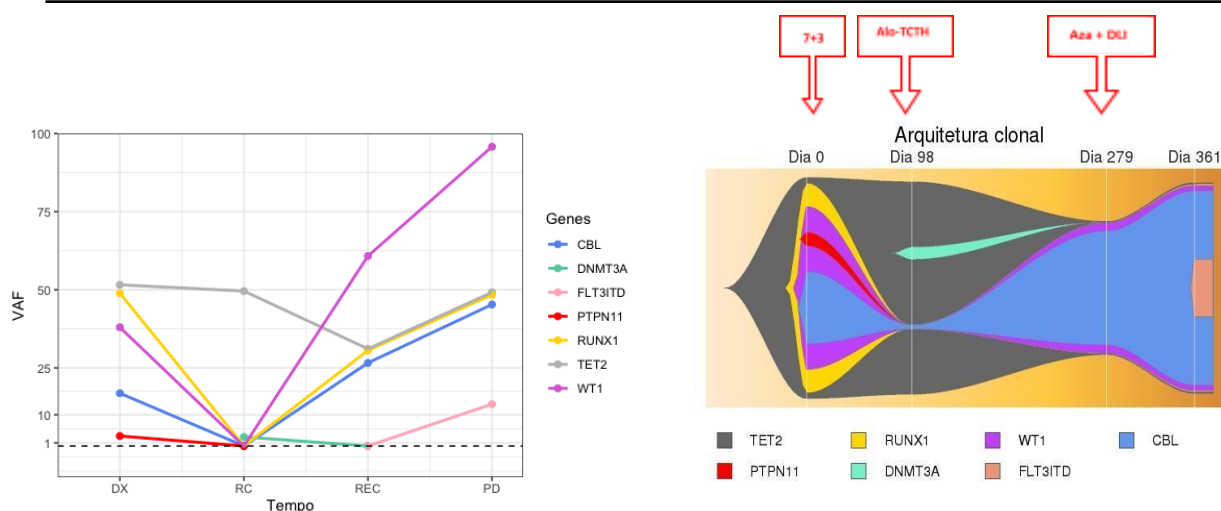 100
75
50
25
10
1
VAF
DX
RC
REC
PD
Tempo
Genes
CBL
DNMT3A
FLT3ITD
PTPN11
RUNX1
TET2
WT1
7+3
Alo-TCTH
Aza + DLI
Arquitetura clonal
Dia 0
Dia 98
Dia 279
Dia 361
TET2
RUNX1
WT1
CBL
PTPN11
DNMT3A
FLT3ITD